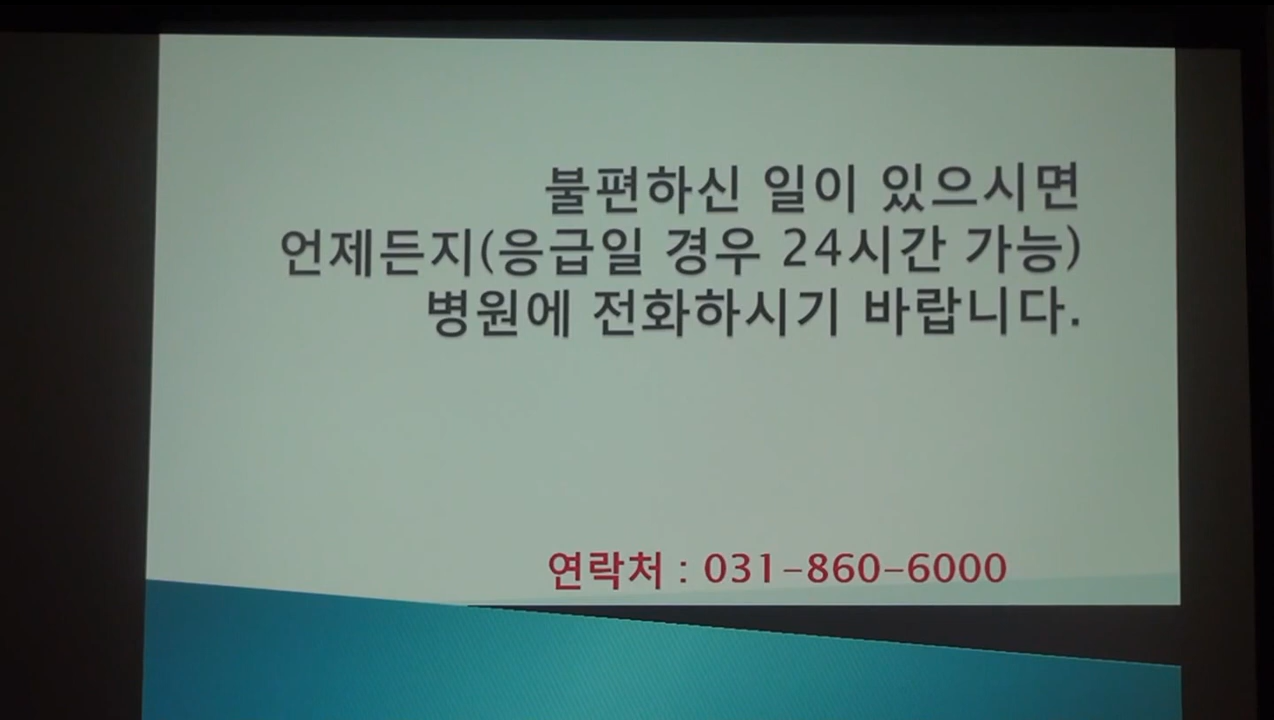 불편하신 일이 있으시면
언제든지(응급일 경우 24시간 가능)
병원에 전화하시기 바랍니다.
연락처 : 031-860-6000